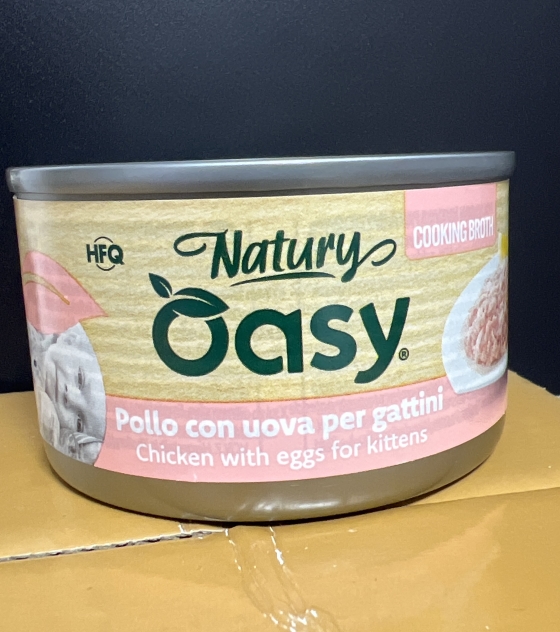 HFQ
Natury
COOKING BROTH
Oasy®
Pollo con uova per gattini
Chicken with eggs for kittens